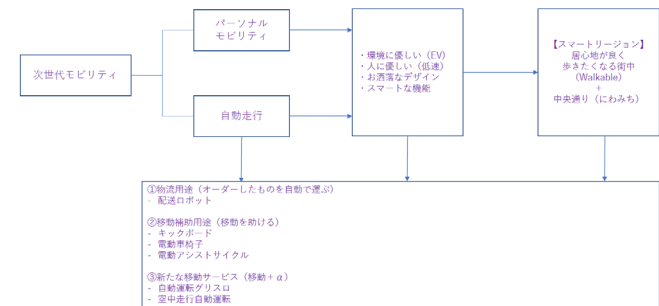 次世代モビリティ
パーソナル
モビリティ
自動走行
・環境に優しい（EV）
・人に優しい（低速）
・お洒落なデザイン
・スマートな機能
【スマートリージョン】
居心地が良く
歩きたくなる街中
（Walkable）
+
中央通り（にわみち）
①物流用途（オーダーしたものを自動で運ぶ）
- 配送ロボット
②移動補助用途（移動を助ける）
- キックボード
- 電動車椅子
- 電動アシストサイクル
③新たな移動サービス（移動+α）
- 自動運転グリスロ
- 空中走行自動運転